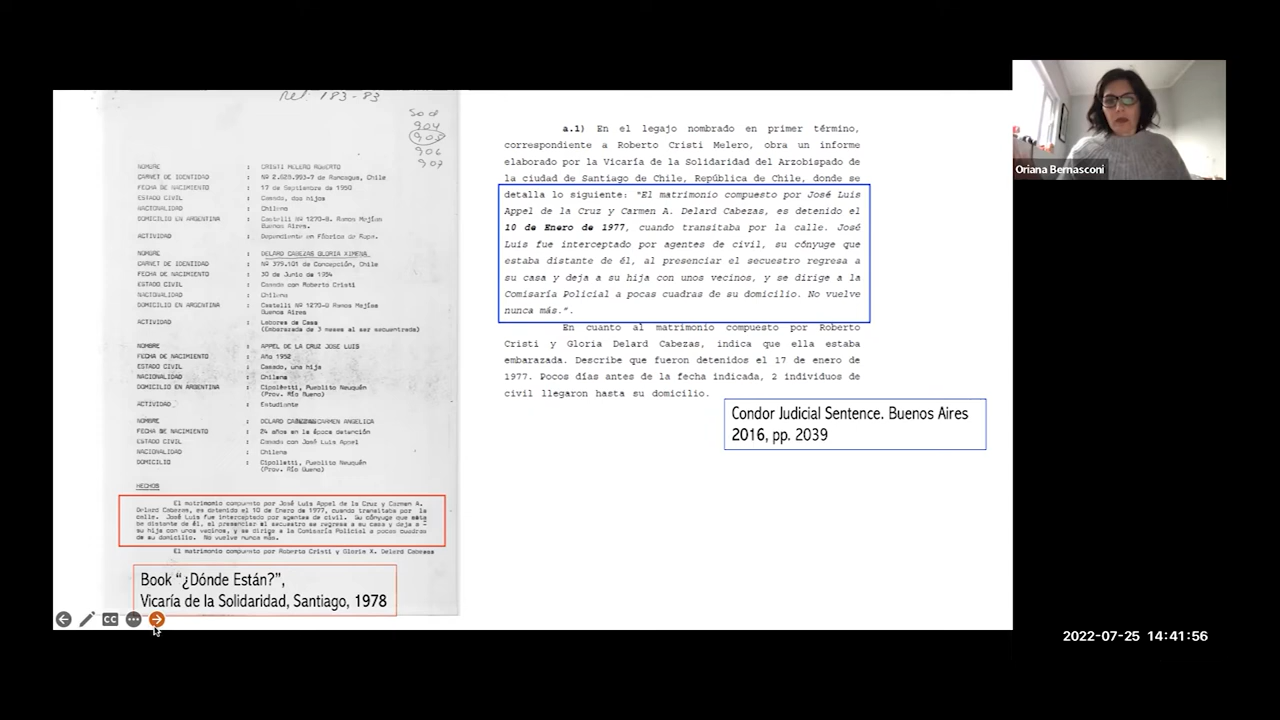 Ref: 183-83
904
903
906
907
NOMBRE : CRISTI MELERO ROBERTO
CARNET DE IDENTIDAD : Nº 2.689.993-7 de Rancagua, Chile
FECHA DE NACIMIENTO : 17 de Septiembre de 1950
ESTADO CIVIL : Casado, dos hijos
NACIONALIDAD : Chilena
DOMICILIO EN ARGENTINA : Castelli Nº 1270-B. Ramos Mejías
Buenos Aires.
ACTIVIDAD : Dependiente en Fábrica de Ropa.
NOMBRE : DELARD CABEZAS GLORIA XIMENA
CARNET DE IDENTIDAD : Nº 379.101 de Concepción, Chile
FECHA DE NACIMIENTO : 30 de Junio de 1954
ESTADO CIVIL : Casada con Roberto Cristi
NACIONALIDAD : Chilena
DOMICILIO EN ARGENTINA : Castelli Nº 1270-B Ramos Mejías
Buenos Aires
ACTIVIDAD : Labores de Casa
(Embarazada de 3 meses al ser secuestrada)
NOMBRE : APPEL DE LA CRUZ JOSE LUIS
FECHA DE NACIMIENTO : Año 1952
ESTADO CIVIL : Casado, una hija
NACIONALIDAD : Chilena
DOMICILIO EN ARGENTINA : Cipolletti, Pueblito Neuquén
(Prov. Río Bueno)
ACTIVIDAD : Estudiante
NOMBRE : DELARD CABEZAS CARMEN ANGELICA
FECHA DE NACIMIENTO : 24 años en la época detención
ESTADO CIVIL : Casada con José Luis Appel
NACIONALIDAD : Chilena
DOMICILIO : Cipolletti, Pueblito Neuquén
(Prov. Río Bueno)
HECHOS
El matrimonio compuesto por José Luis Appel de la Cruz y Carmen A.
Delard Cabezas, es detenido el 10 de Enero de 1977, cuando transitaba por la
calle. José Luis fue interceptado por agentes de civil. Su cónyuge que esta
ba distante de él, al presenciar el secuestro se regresa a su casa y deja a
su hija con unos vecinos, y se dirige a la Comisaría Policial a pocas cuadras
de su domicilio. No vuelve nunca más.
El matrimonio compuesto por Roberto Cristi y Gloria X. Delard Cabezas
Book “¿Dónde Están?”,
Vicaría de la Solidaridad, Santiago, 1978
CC
a.1) En el legajo nombrado en primer término,
correspondiente a Roberto Cristi Melero, obra un informe
elaborado por la Vicaría de la Solidaridad del Arzobispado de
la ciudad de Santiago de Chile, República de Chile, donde se
detalla lo siguiente: “El matrimonio compuesto por José Luis
Appel de la Cruz y Carmen A. Delard Cabezas, es detenido el
10 de Enero de 1977, cuando transitaba por la calle. José
Luis fue interceptado por agentes de civil, su cónyuge que
estaba distante de él, al presenciar el secuestro regresa a
su casa y deja a su hija con unos vecinos, y se dirige a la
Comisaría Policial a pocas cuadras de su domicilio. No vuelve
nunca más.”.
En cuanto al matrimonio compuesto por Roberto
Cristi y Gloria Delard Cabezas, indica que ella estaba
embarazada. Describe que fueron detenidos el 17 de enero de
1977. Pocos días antes de la fecha indicada, 2 individuos de
civil llegaron hasta su domicilio.
Condor Judicial Sentence. Buenos Aires
2016, pp. 2039
Oriana Bernasconi
2022-07-25 14:41:56